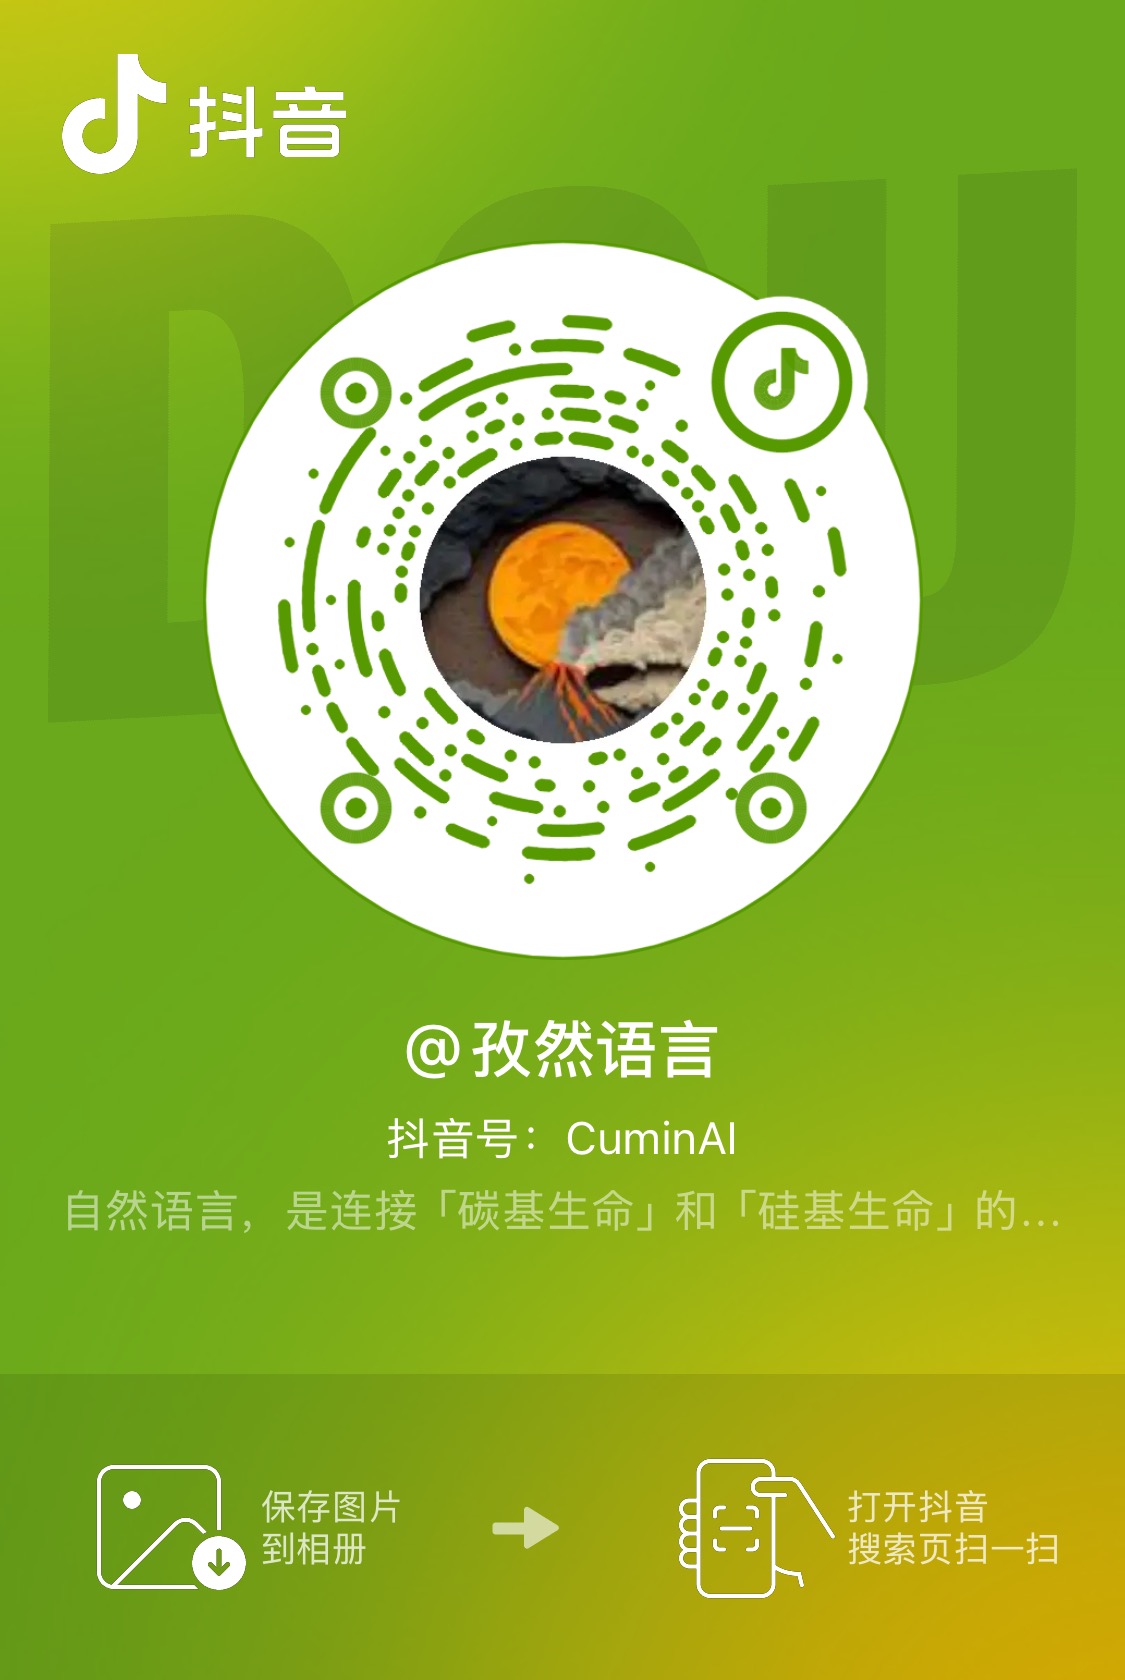 抖音
DOU
@孜然语言
抖音号：CuminAI
自然语言，是连接「碳基生命」和「硅基生命」的...
保存图片
到相册
打开抖音
搜索页扫一扫